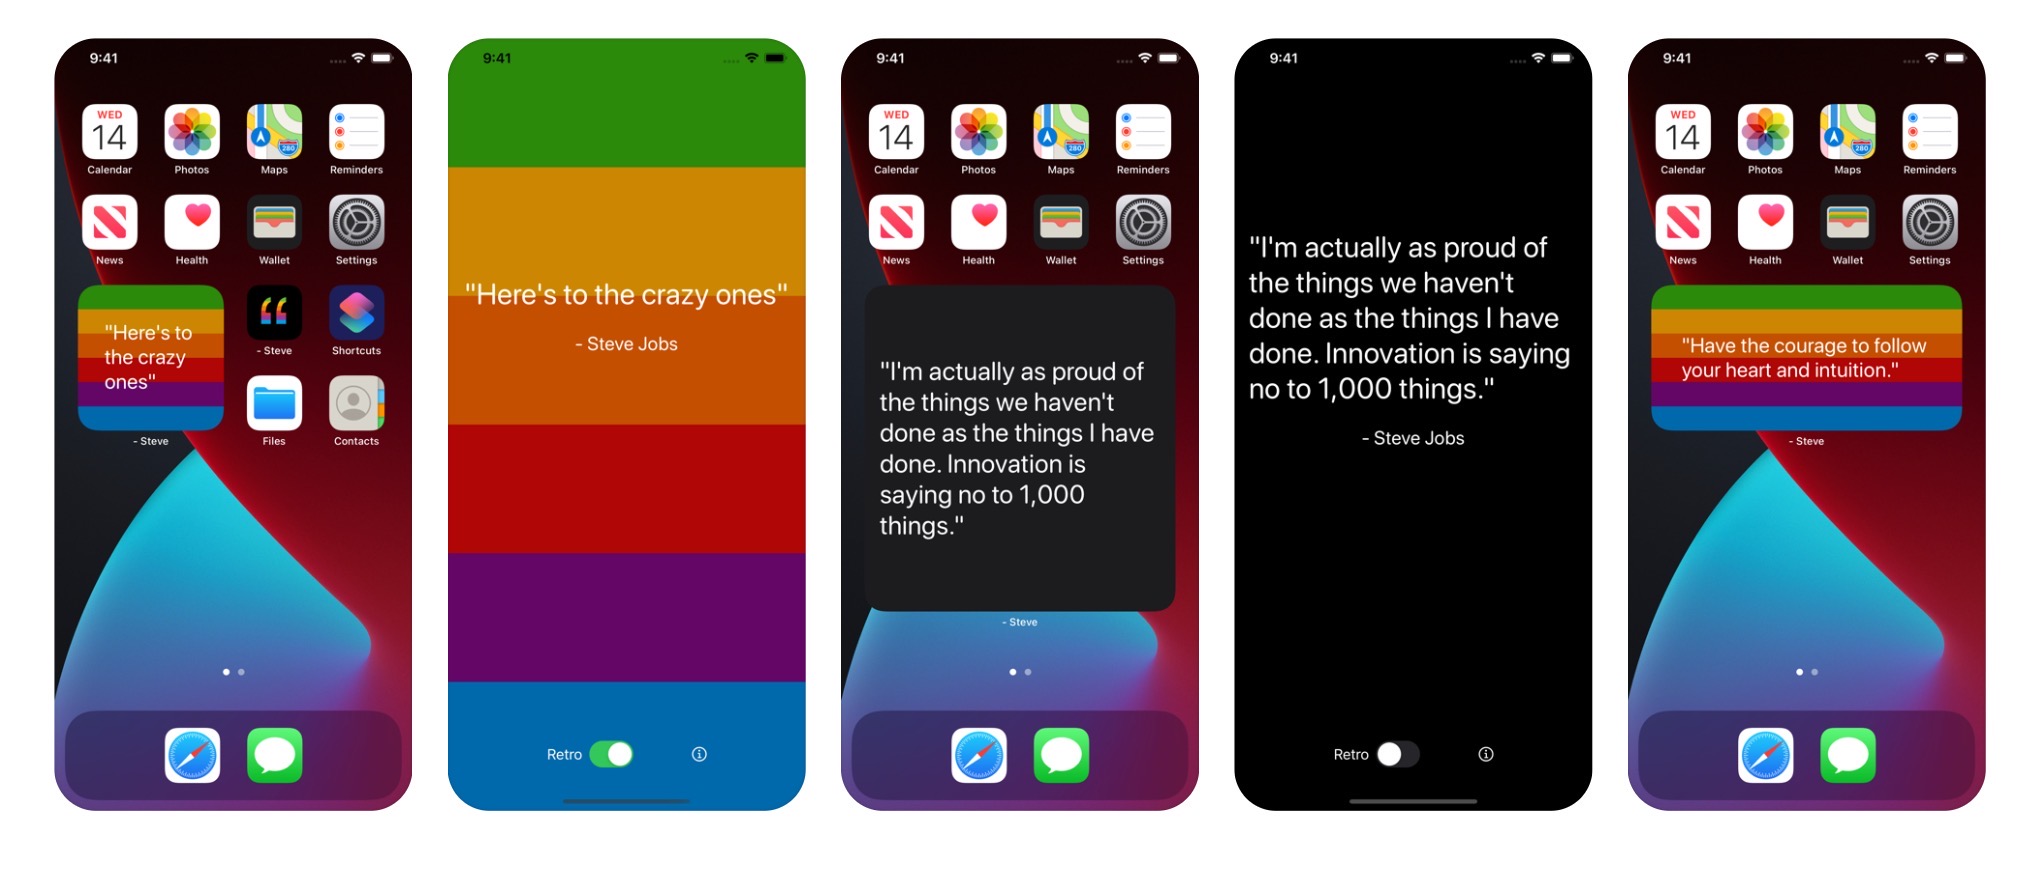 9:41
WED
14
280
Calendar Photos Maps Reminders
News Health Wallet Settings
"Here's to
the crazy
ones"
- Steve Shortcuts
Files Contacts
- Steve
9:41
"Here's to the crazy ones"
- Steve Jobs
Retro
9:41
WED
14
280
Calendar Photos Maps Reminders
News Health Wallet Settings
"I'm actually as proud of
the things we haven't
done as the things I have
done. Innovation is
saying no to 1,000
things."
- Steve
9:41
"I'm actually as proud of
the things we haven't
done as the things I have
done. Innovation is saying
no to 1,000 things."
- Steve Jobs
Retro
9:41
WED
14
280
Calendar Photos Maps Reminders
News Health Wallet Settings
"Have the courage to follow
your heart and intuition."
- Steve